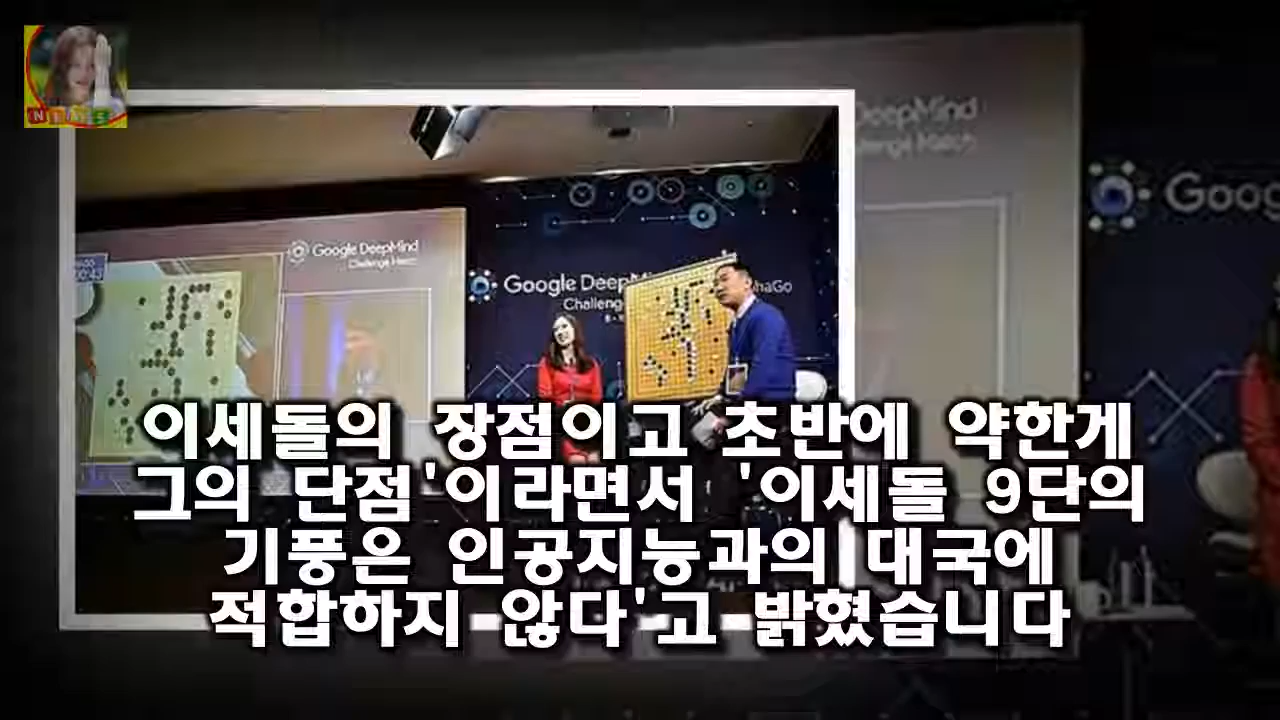 NEWS
DeepMind
Challenge Match
Google DeepMind
Challenge Match
Google
Google DeepMind
haGo
Challenge
이세돌의 장점이고 초반에 약한게
그의 단점'이라면서 '이세돌 9단의
기풍은 인공지능과의 대국에
적합하지 않다'고 밝혔습니다